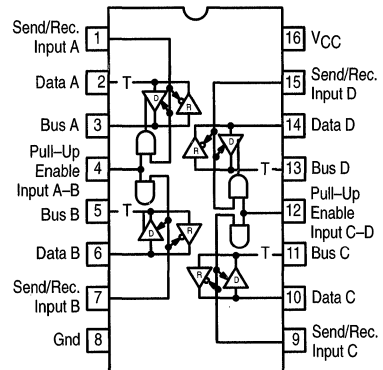 Send/Rec.
Input A
1
Data A
2
T
D
R
Bus A
3
Pull–Up
Enable
Input A–B
4
Bus B
5
T
D
R
Data B
6
Send/Rec.
Input B
7
Gnd
8
16
VCC
15
Send/Rec.
Input D
14
Data D
R
D
T
13
Bus D
12
Pull–Up
Enable
Input C–D
T
11
Bus C
R
D
10
Data C
9
Send/Rec.
Input C